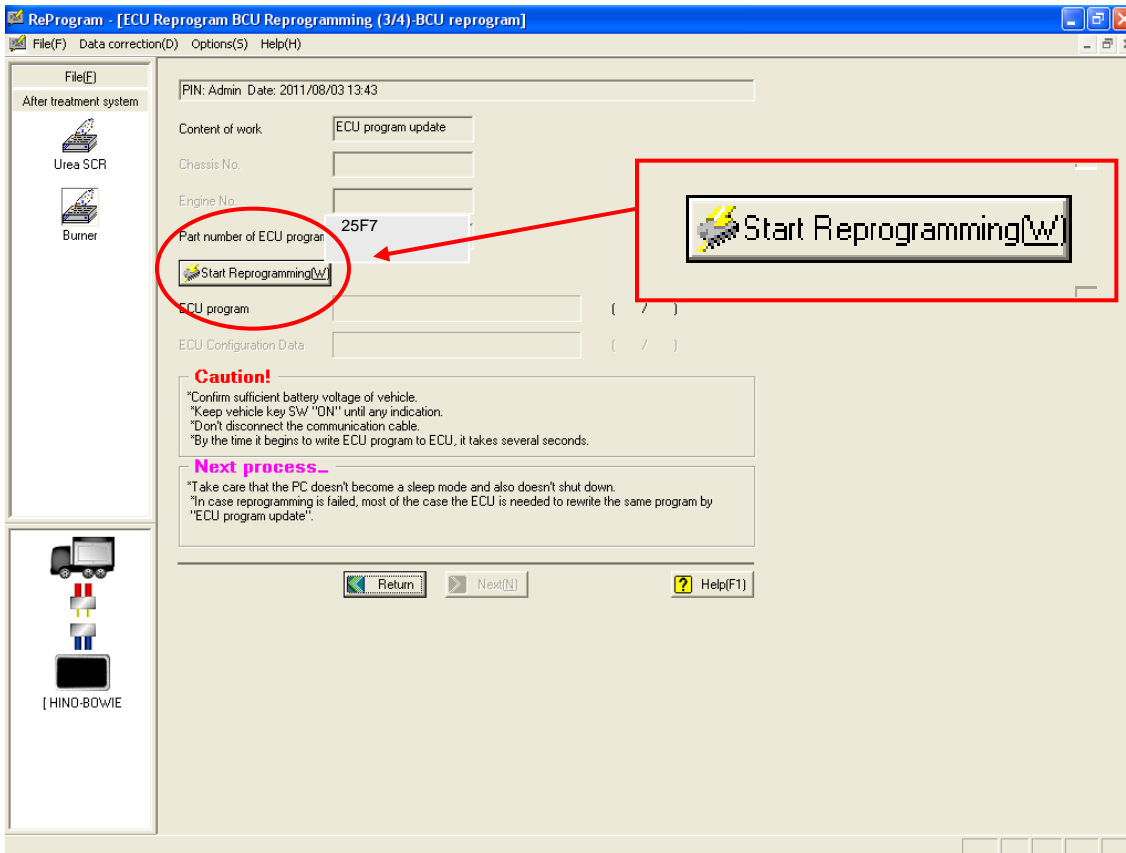 ReProgram - [ECU Reprogram BCU Reprogramming (3/4)-BCU reprogram]
File(F) Data correction(D) Options(S) Help(H)
File(F)
After treatment system
Urea SCR
Burner
[ HINO-BOWIE
PIN: Admin Date: 2011/08/03 13:43
Content of work ECU program update
Chassis No.
Engine No.
Part number of ECU program 25F7
Start Reprogramming(W)
Start Reprogramming(W)
ECU program ( / )
ECU Configuration Data ( / )
Caution!
*Confirm sufficient battery voltage of vehicle.
*Keep vehicle key SW "ON" until any indication.
*Don't disconnect the communication cable.
*By the time it begins to write ECU program to ECU, it takes several seconds.
Next process...
*Take care that the PC doesn't become a sleep mode and also doesn't shut down.
*In case reprogramming is failed, most of the case the ECU is needed to rewrite the same program by
"ECU program update".
Return Next(N) Help(F1)